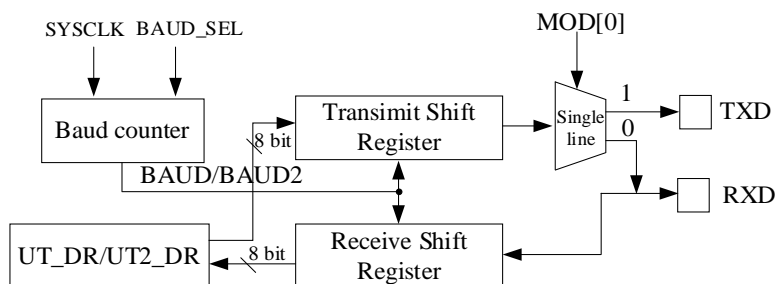 SYSCLK BAUD_SEL
MOD[0]
Baud counter
8 bit
Transimit Shift
Register
Single
line
1
0
TXD
BAUD/BAUD2
RXD
UT_DR/UT2_DR
8 bit
Receive Shift
Register